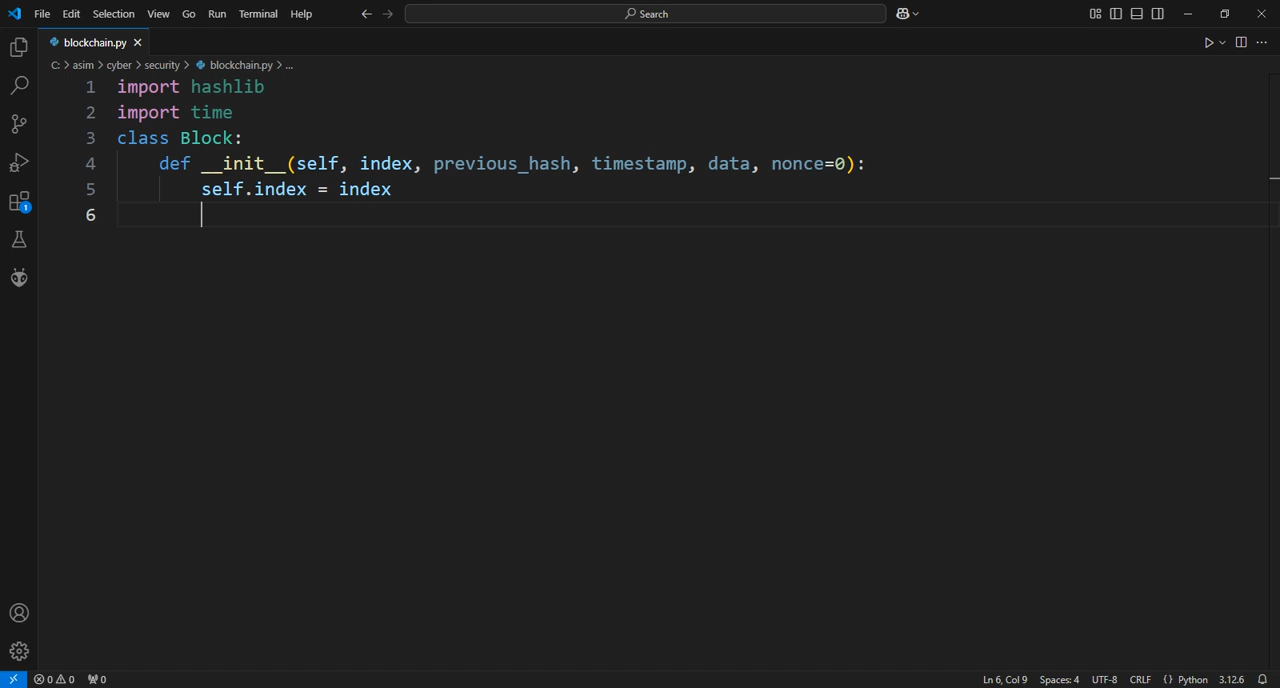 File Edit Selection View Go Run Terminal Help Search
blockchain.py
C: > asim > cyber > security > blockchain.py > ...
1 import hashlib
2 import time
3 class Block:
4 def __init__(self, index, previous_hash, timestamp, data, nonce=0):
5 self.index = index
6
1
0 0 0 Ln 6, Col 9 Spaces: 4 UTF-8 CRLF {} Python 3.12.6